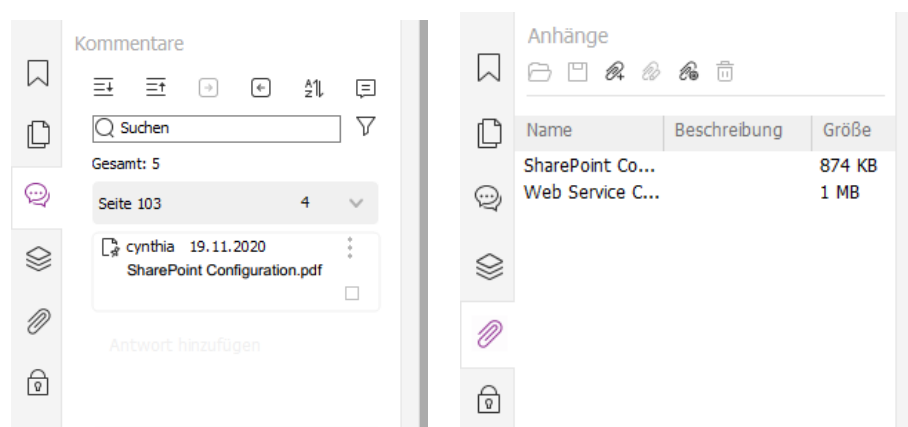 Kommentare
Suchen
Gesamt: 5
Seite 103 4
cynthia 19.11.2020
SharePoint Configuration.pdf
Antwort hinzufügen
Anhänge
Name Beschreibung Größe
SharePoint Co... 874 KB
Web Service C... 1 MB